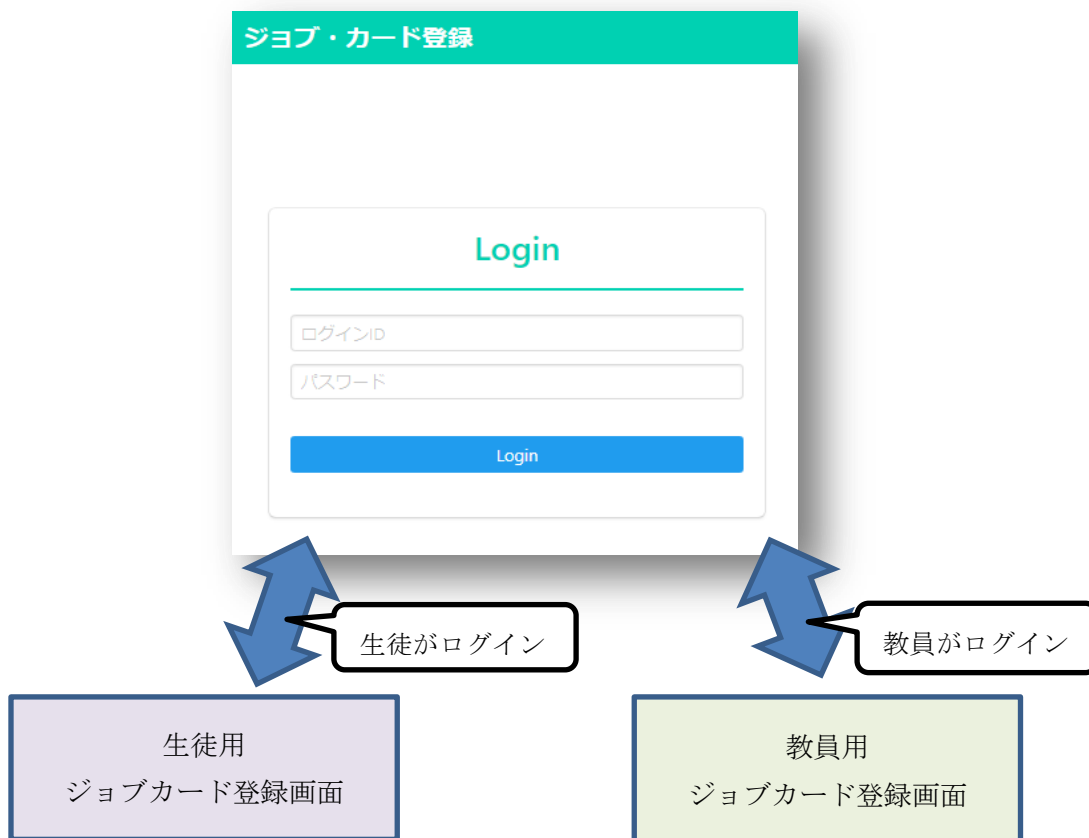 ジョブ・カード登録
Login
ログインID
パスワード
Login
生徒がログイン
教員がログイン
生徒用
ジョブカード登録画面
教員用
ジョブカード登録画面